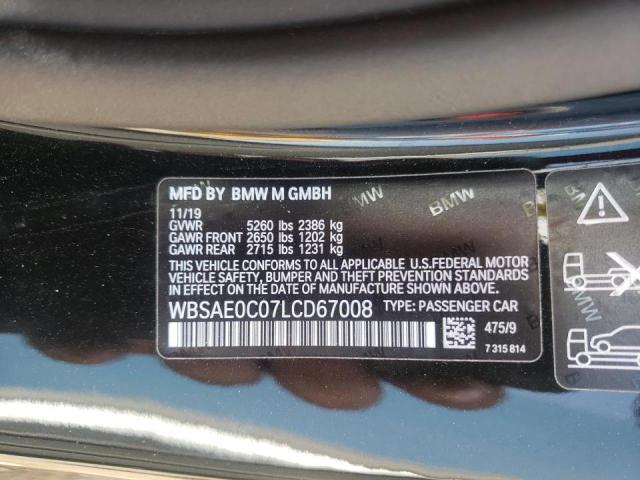 MFD BY BMW M GMBH
11/19
GVWR 5260 lbs 2386 kg
GAWR FRONT 2650 lbs 1202 kg
GAWR REAR 2715 lbs 1231 kg
THIS VEHICLE CONFORMS TO ALL APPLICABLE U.S.FEDERAL MOTOR
VEHICLE SAFETY, BUMPER AND THEFT PREVENTION STANDARDS
IN EFFECT ON THE DATE OF MANUFACTURE SHOWN ABOVE.
WBSAE0C07LCD67008 TYPE: PASSENGER CAR
475/9
7 315 814